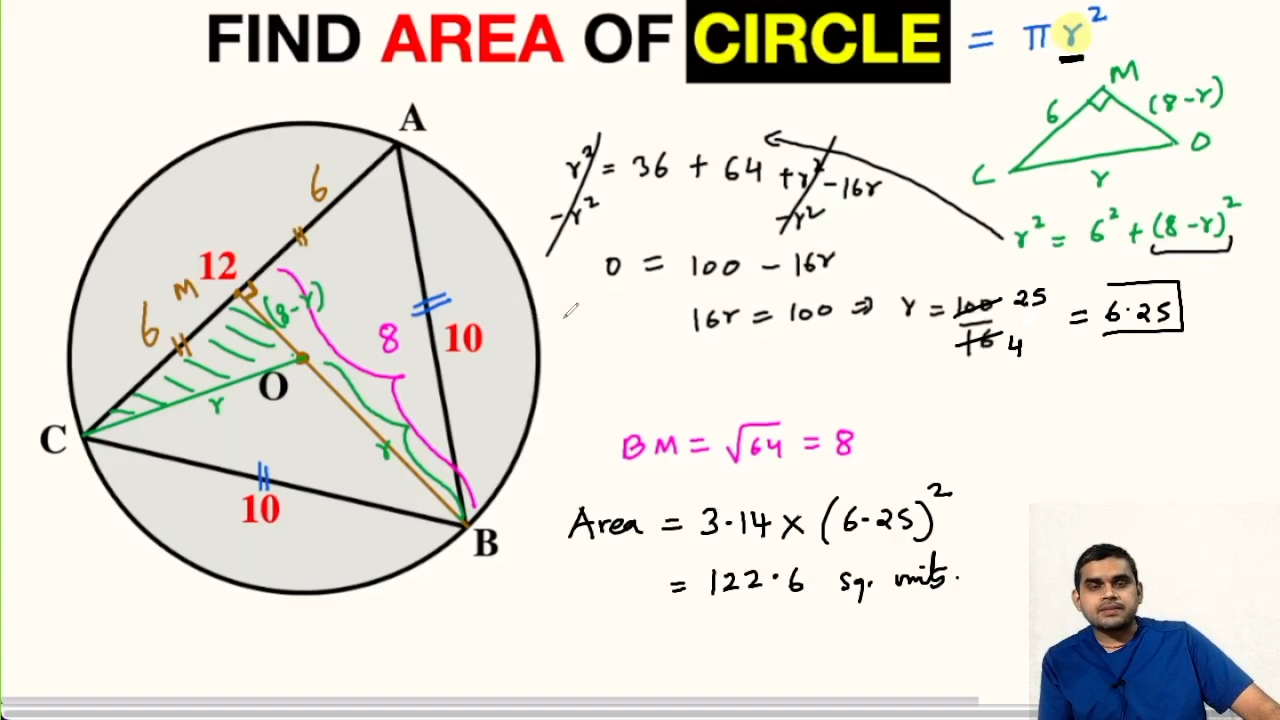 FIND AREA OF CIRCLE = πr²
A
6
12
M
6
(8-r)
8
10
O
r
r
C
10
B
M
6
(8-r)
C
O
r
r² = 6² + (8-r)²
r² = 36 + 64 + r² - 16r
-r² -r²
0 = 100 - 16r
16r = 100 ⇒ r = 100/16 25/4 = 6.25
BM = √64 = 8
Area = 3.14 × (6.25)²
= 122.6 sq. units.